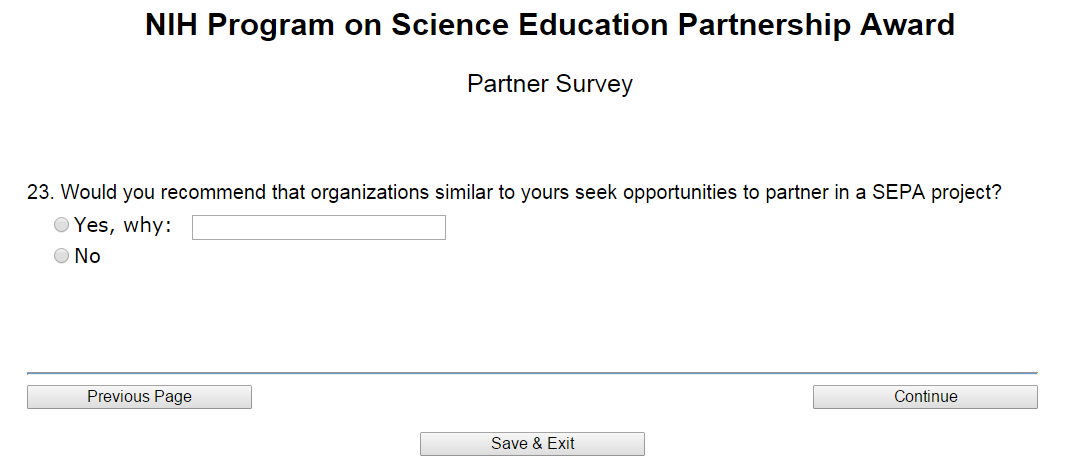 NIH Program on Science Education Partnership Award
Partner Survey
23. Would you recommend that organizations similar to yours seek opportunities to partner in a SEPA project?
Yes, why:
No
Previous Page
Continue
Save & Exit